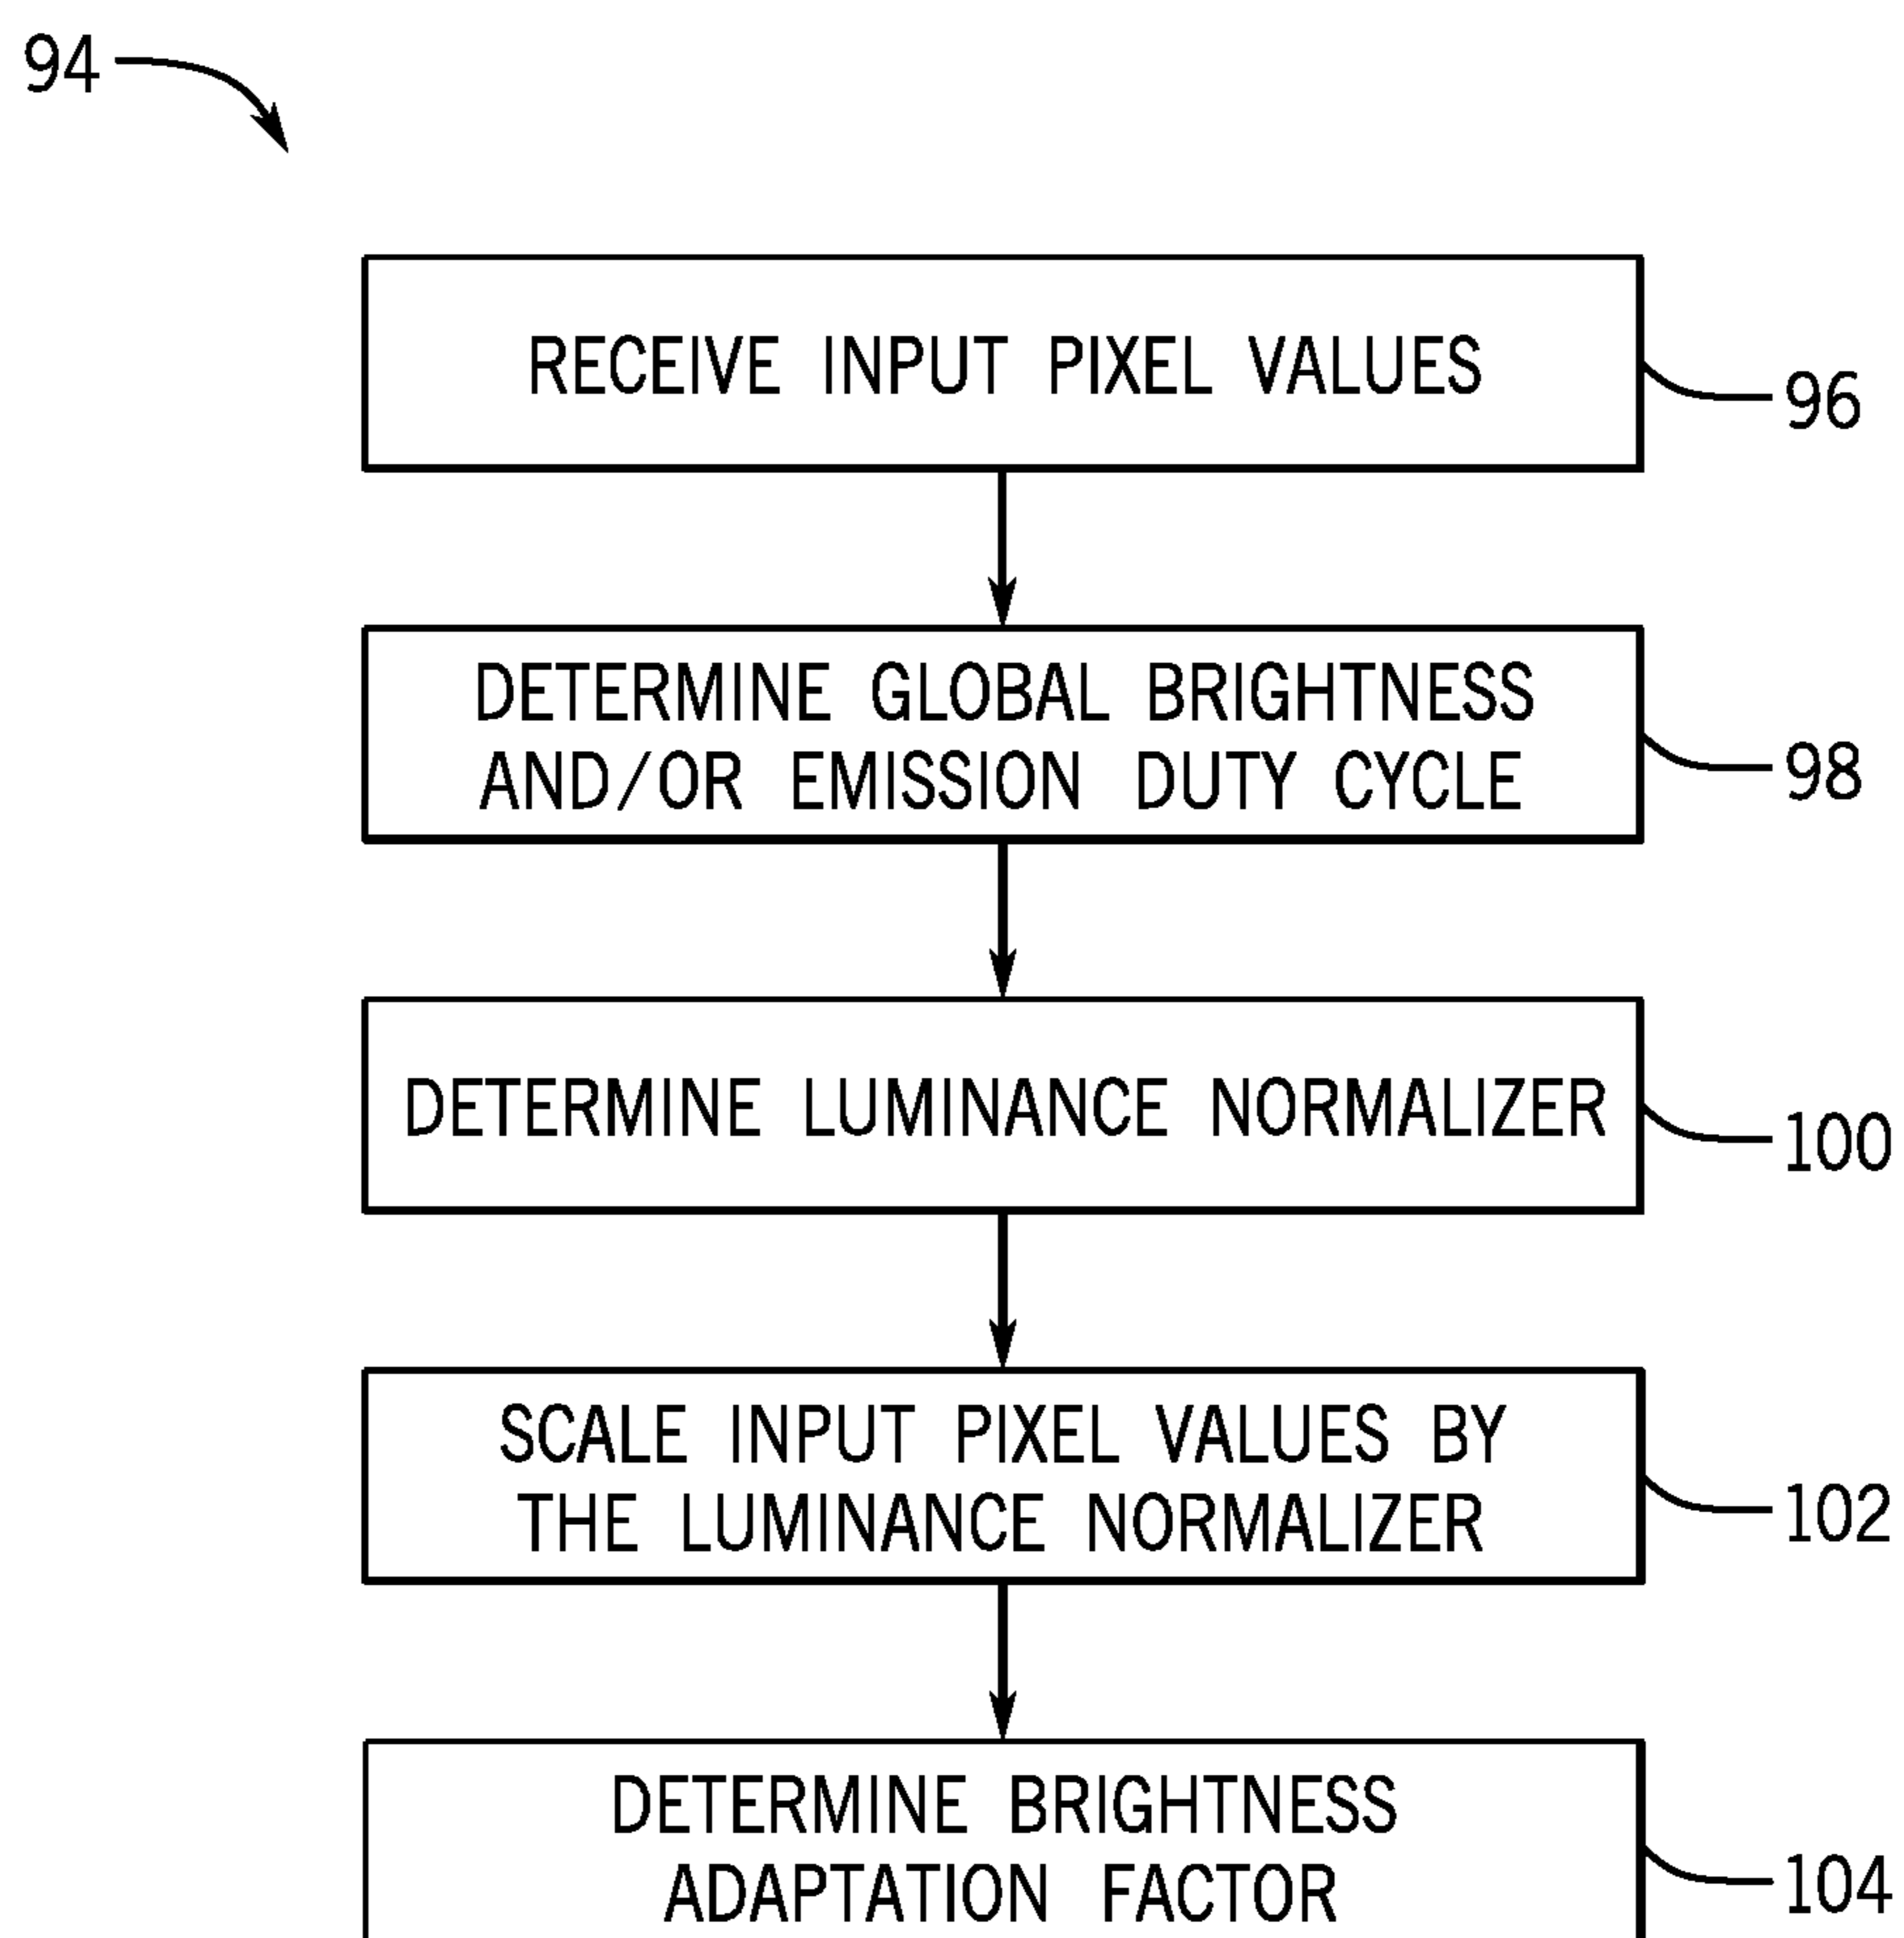 94
RECEIVE INPUT PIXEL VALUES
96
DETERMINE GLOBAL BRIGHTNESS
AND/OR EMISSION DUTY CYCLE
98
DETERMINE LUMINANCE NORMALIZER
100
SCALE INPUT PIXEL VALUES BY
THE LUMINANCE NORMALIZER
102
DETERMINE BRIGHTNESS
ADAPTATION FACTOR
104